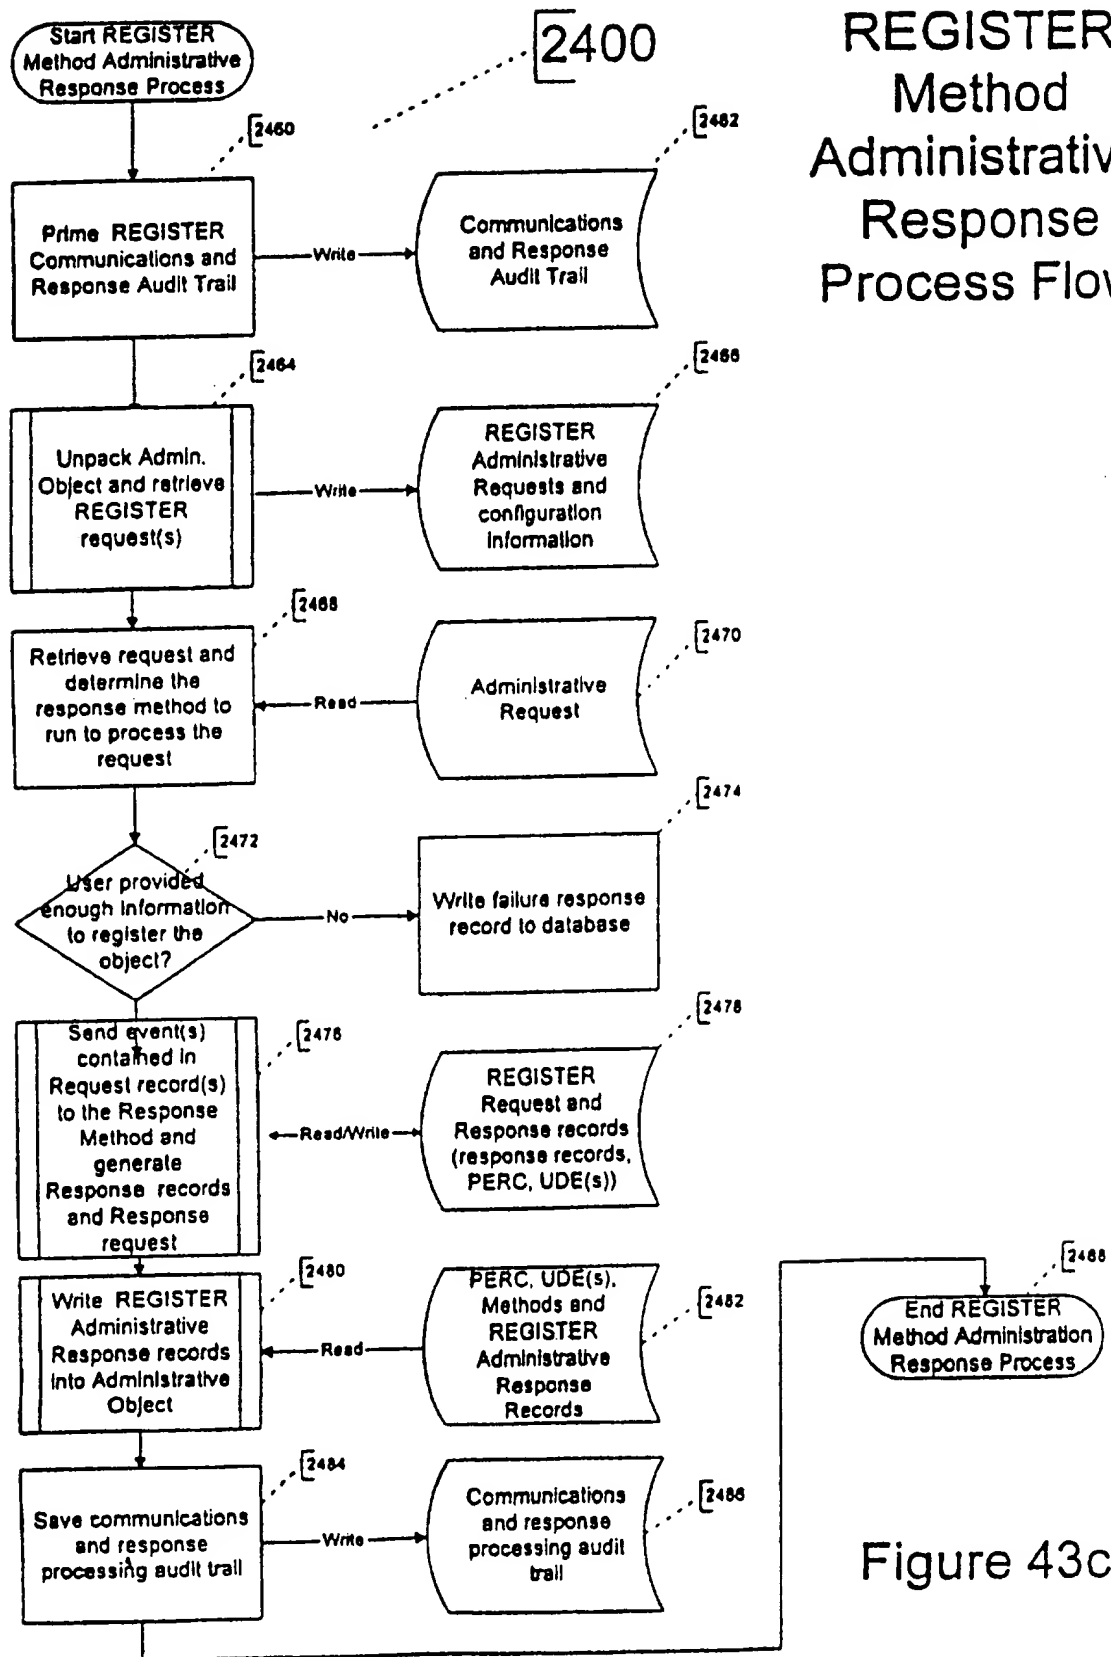 Start REGISTER
Method Administrative
Response Process
2400
REGISTER
Method
Administrativ
Response
Process Flow
2460
2462
Prime REGISTER
Communications and
Response Audit Trail
Write
Communications
and Response
Audit Trail
2464
2466
Unpack Admin.
Object and retrieve
REGISTER
request(s)
Write
REGISTER
Administrative
Requests and
configuration
Information
2468
2470
Retrieve request and
determine the
response method to
run to process the
request
Read
Administrative
Request
2472
2474
User provided
enough information
to register the
object?
No
Write failure response
record to database
2476
2478
Send event(s)
contained in
Request record(s)
to the Response
Method and
generate
Response records
and Response
request
Read/Write
REGISTER
Request and
Response records
(response records,
PERC, UDE(s))
2480
2482
Write REGISTER
Administrative
Response records
into Administrative
Object
Read
PERC, UDE(s),
Methods and
REGISTER
Administrative
Response
Records
2488
End REGISTER
Method Administration
Response Process
2484
2486
Save communications
and response
processing audit trail
Write
Communications
and response
processing audit
trail
Figure 43c